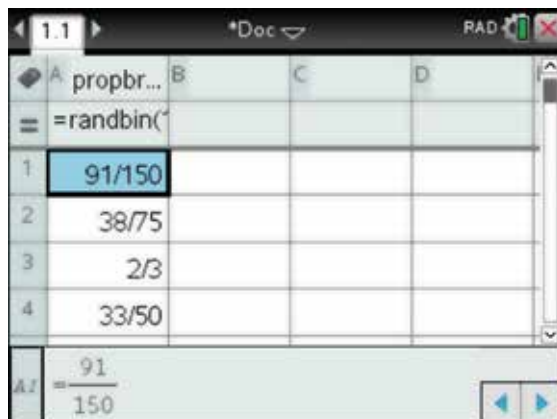 1.1 *Doc RAD
A propbr... B C D
=randbin(
1 91/150
2 38/75
3 2/3
4 33/50
A1 =91/150